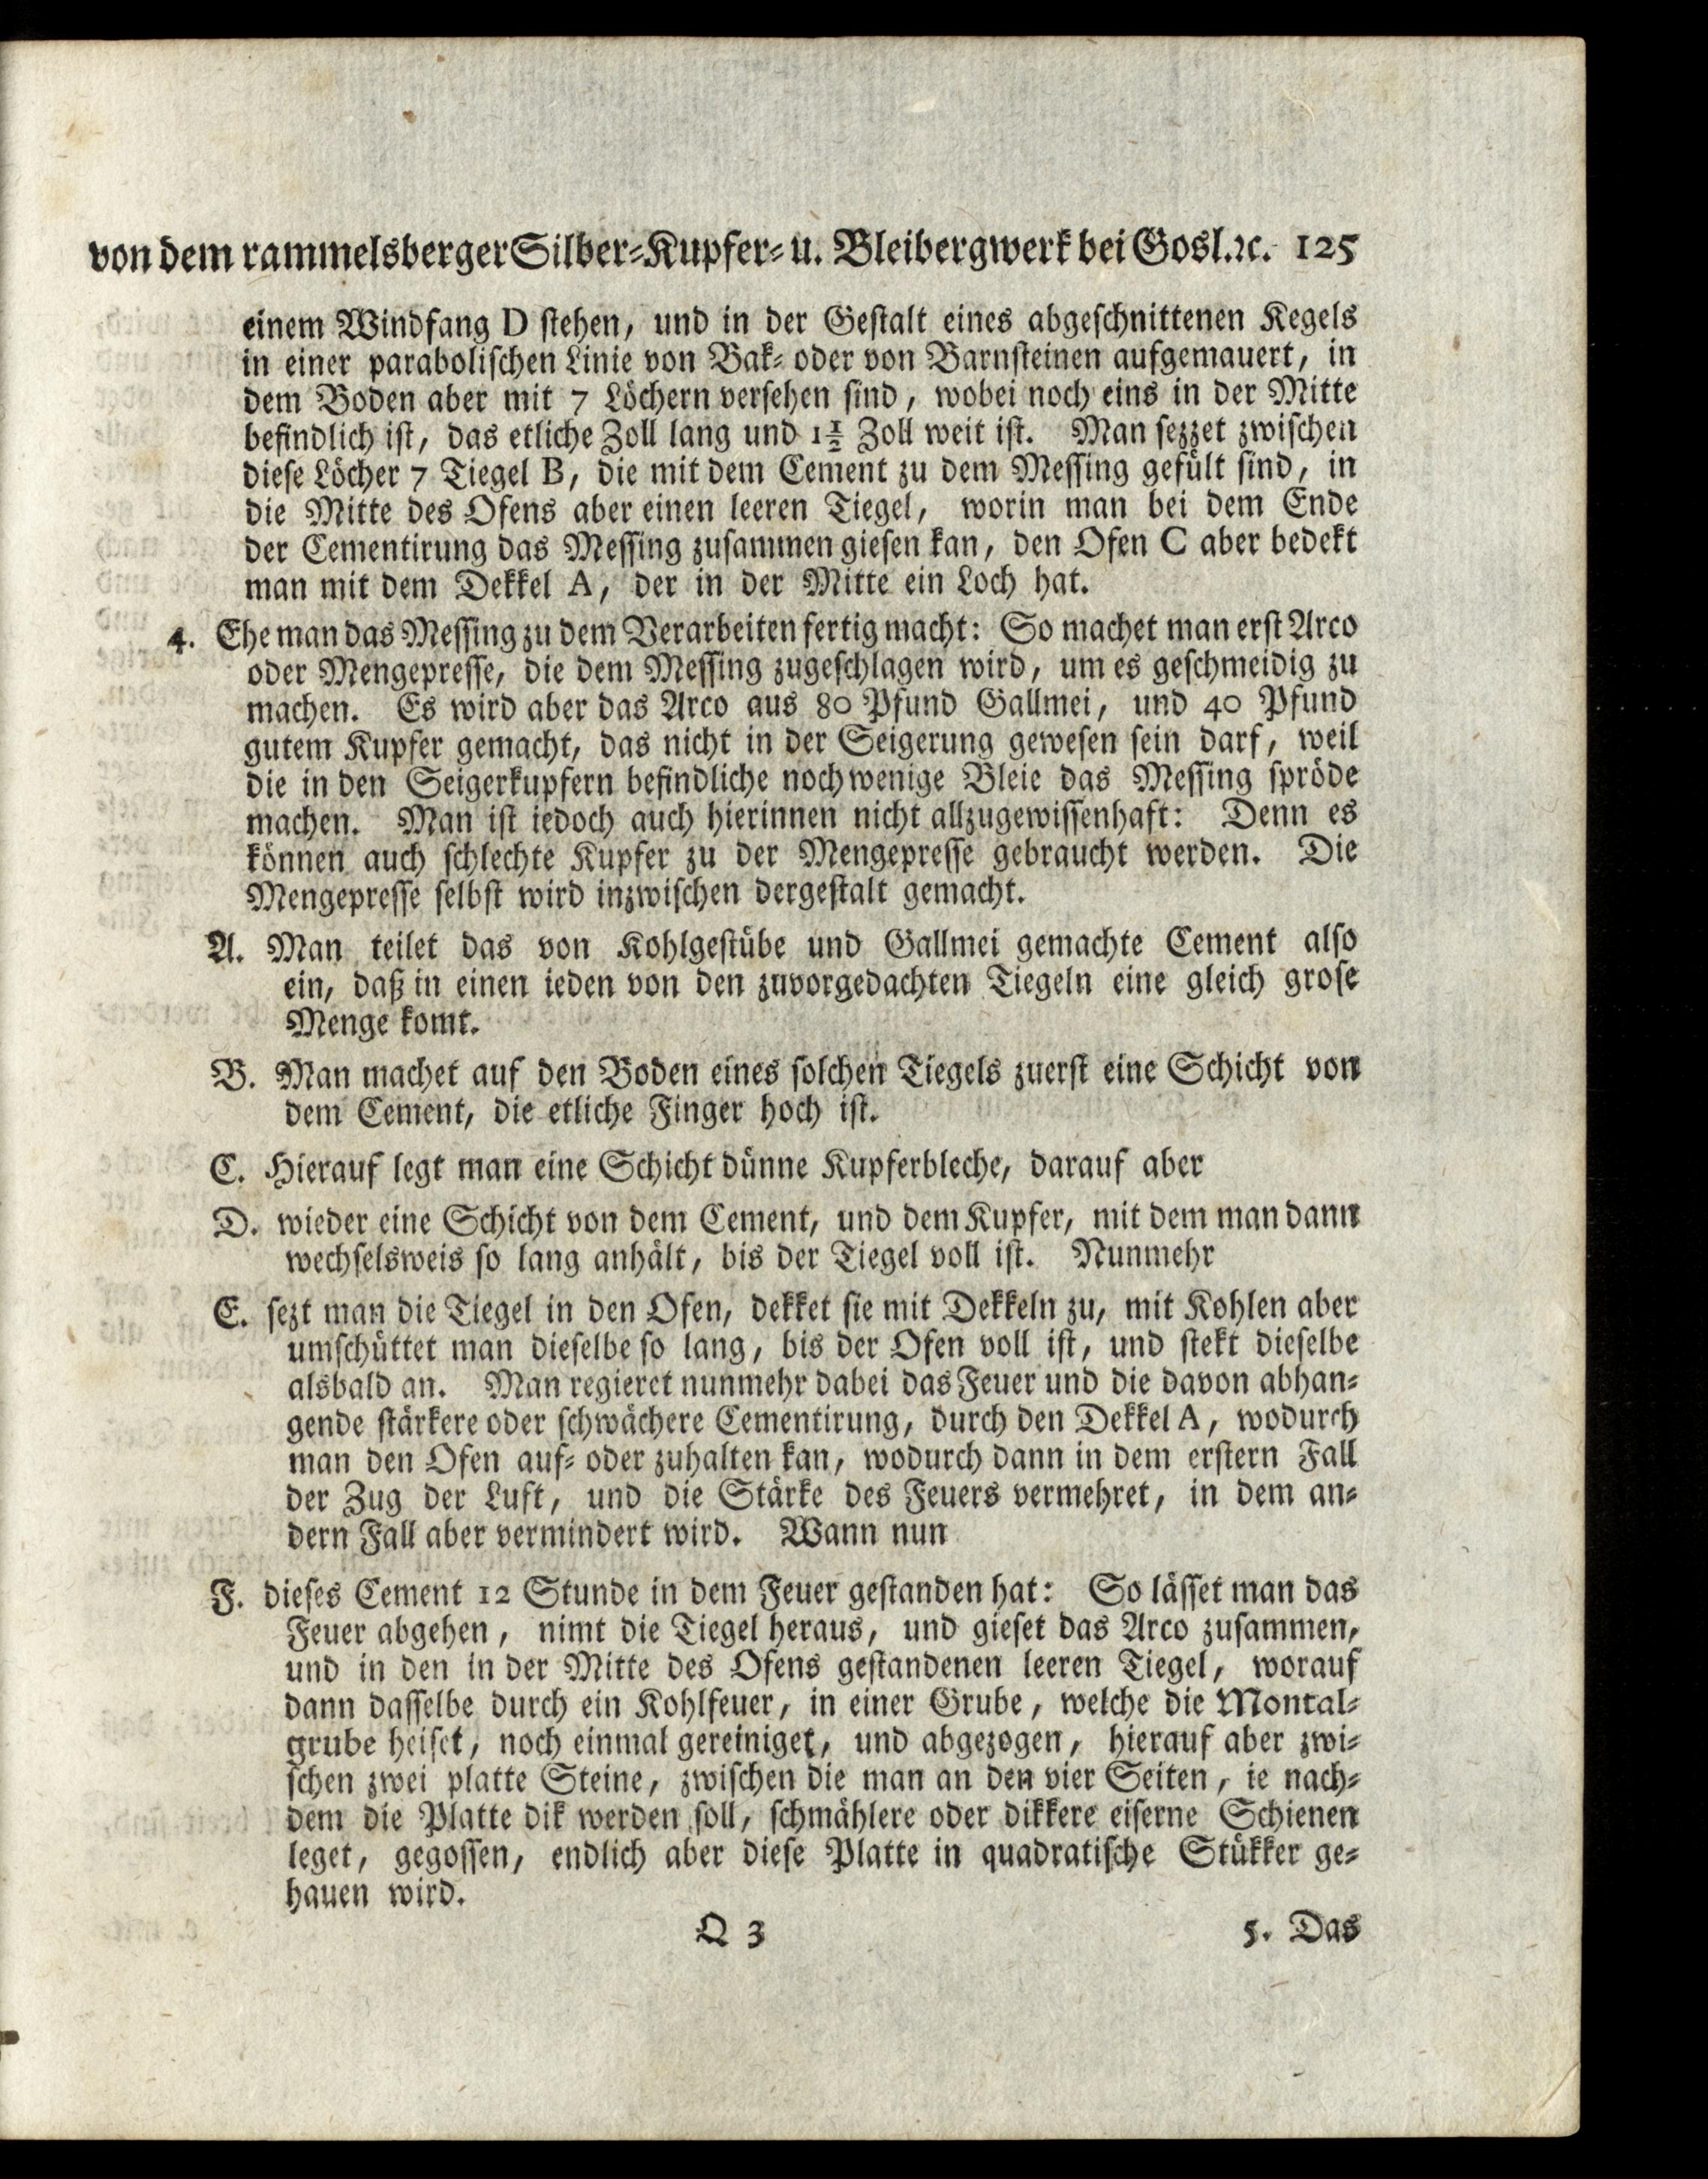 von dem rammelsberger Silber-Kupfer- u. Bleibergwerk bei Gosl. ꝛc. 125
einem Windfang D stehen, und in der Gestalt eines abgeschnittenen Kegels
in einer parabolischen Linie von Bak- oder von Barnsteinen aufgemauert, in
dem Boden aber mit 7 Löchern versehen sind, wobei noch eins in der Mitte
befindlich ist, das etliche Zoll lang und 1½ Zoll weit ist. Man sezzet zwischen
diese Löcher 7 Tiegel B, die mit dem Cement zu dem Messing gefült sind, in
die Mitte des Ofens aber einen leeren Tiegel, worin man bei dem Ende
der Cementirung das Messing zusammen giesen kan, den Ofen C aber bedekt
man mit dem Dekkel A, der in der Mitte ein Loch hat.
4. Ehe man das Messing zu dem Verarbeiten fertig macht: So machet man erst Arco
oder Mengepresse, die dem Messing zugeschlagen wird, um es geschmeidig zu
machen. Es wird aber das Arco aus 80 Pfund Gallmei, und 40 Pfund
gutem Kupfer gemacht, das nicht in der Seigerung gewesen sein darf, weil
die in den Seigerkupfern befindliche noch wenige Bleie das Messing spröde
machen. Man ist iedoch auch hierinnen nicht allzugewissenhaft: Denn es
können auch schlechte Kupfer zu der Mengepresse gebraucht werden. Die
Mengepresse selbst wird inzwischen dergestalt gemacht.
A. Man teilet das von Kohlgestübe und Gallmei gemachte Cement also
ein, daß in einen ieden von den zuvorgedachten Tiegeln eine gleich grose
Menge komt.
B. Man machet auf den Boden eines solchen Tiegels zuerst eine Schicht von
dem Cement, die etliche Finger hoch ist.
C. Hierauf legt man eine Schicht dünne Kupferbleche, darauf aber
D. wieder eine Schicht von dem Cement, und dem Kupfer, mit dem man dann
wechselsweis so lang anhält, bis der Tiegel voll ist. Nunmehr
E. sezt man die Tiegel in den Ofen, dekket sie mit Dekkeln zu, mit Kohlen aber
umschüttet man dieselbe so lang, bis der Ofen voll ist, und stekt dieselbe
alsbald an. Man regieret nunmehr dabei das Feuer und die davon abhan-
gende stärkere oder schwächere Cementirung, durch den Dekkel A, wodurch
man den Ofen auf- oder zuhalten kan, wodurch dann in dem erstern Fall
der Zug der Luft, und die Stärke des Feuers vermehret, in dem an-
dern Fall aber vermindert wird. Wann nun
F. dieses Cement 12 Stunde in dem Feuer gestanden hat: So lässet man das
Feuer abgehen, nimt die Tiegel heraus, und gieset das Arco zusammen,
und in den in der Mitte des Ofens gestandenen leeren Tiegel, worauf
dann dasselbe durch ein Kohlfeuer, in einer Grube, welche die Montal-
grube heiset, noch einmal gereiniget, und abgezogen, hierauf aber zwi-
schen zwei platte Steine, zwischen die man an den vier Seiten, ie nach-
dem die Platte dik werden soll, schmählere oder dikkere eiserne Schienen
leget, gegossen, endlich aber diese Platte in quadratische Stükker ge-
hauen wird.
Q 3 5. Das